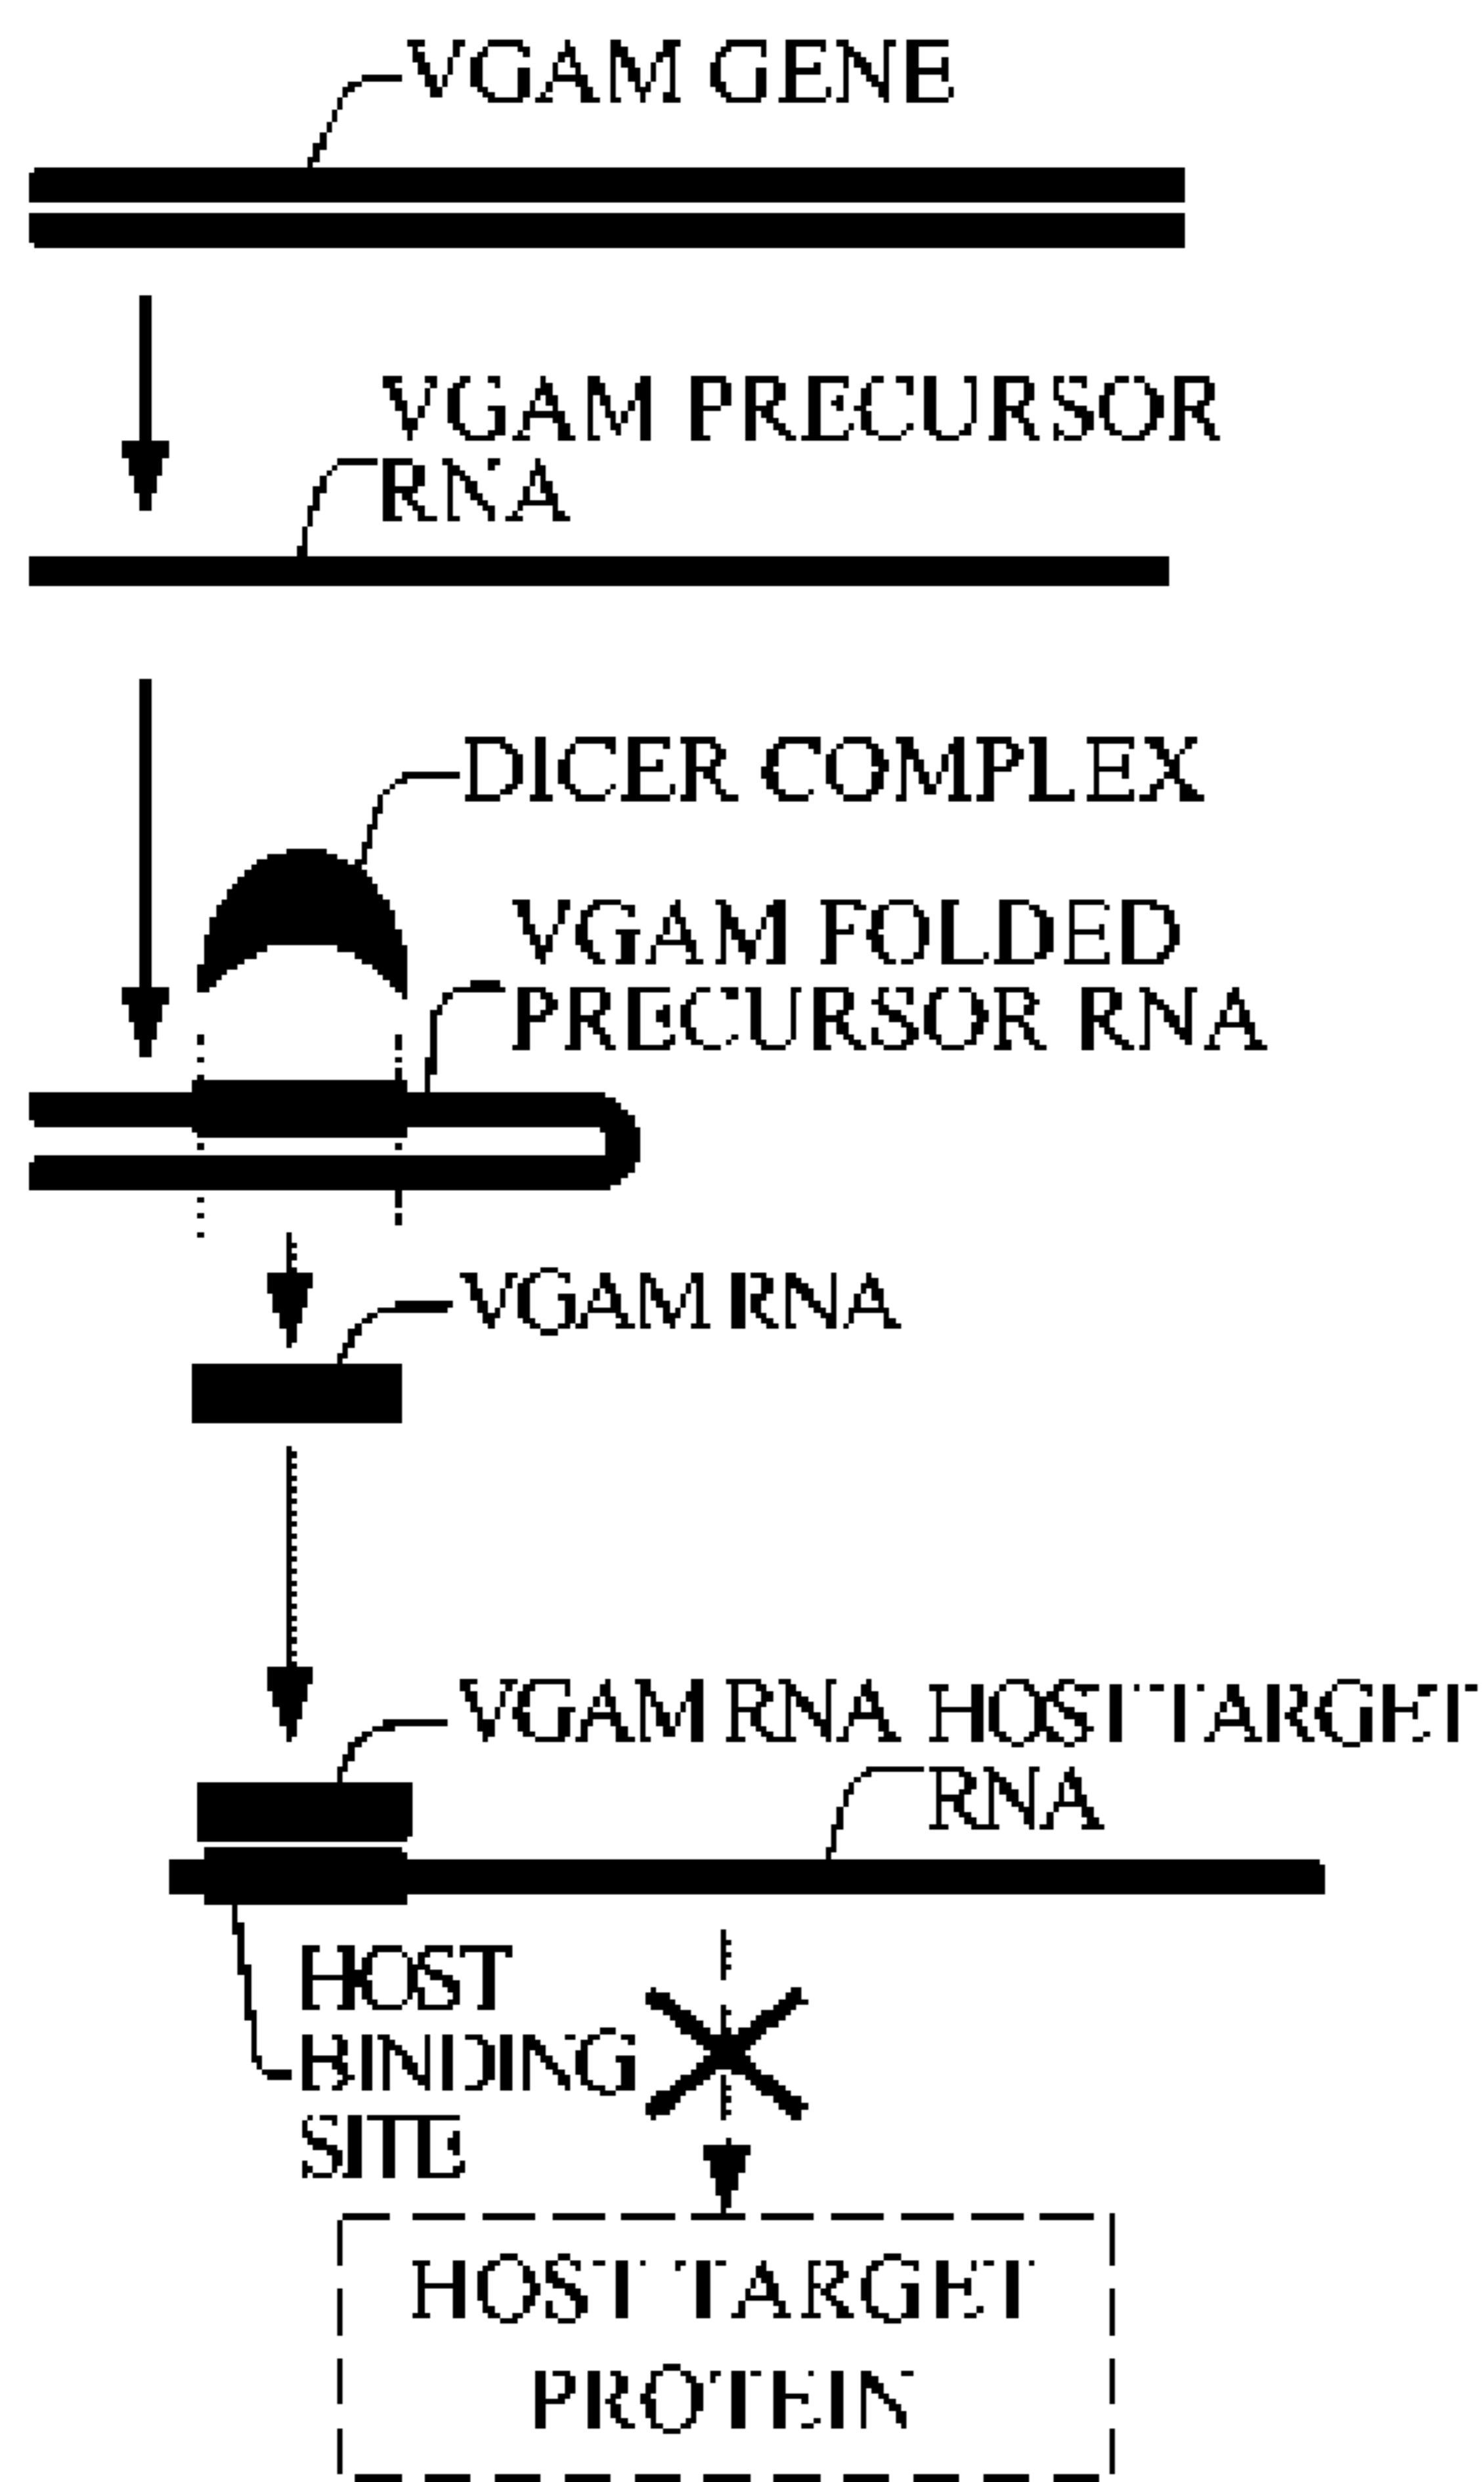 VGAM GENE
VGAM PRECURSOR
RNA
DICER COMPLEX
VGAM FOLDED
PRECURSOR RNA
VGAM RNA
VGAM RNA HOST TARGET
RNA
HOST
BINDING
SITE
HOST TARGET
PROTEIN